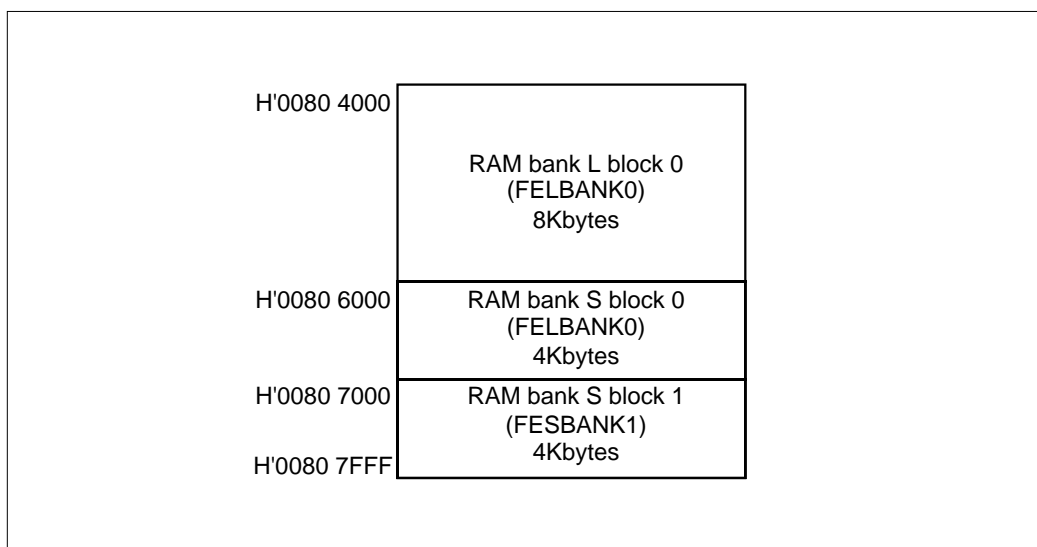 H'0080 4000
RAM bank L block 0
(FELBANK0)
8Kbytes
H'0080 6000
RAM bank S block 0
(FELBANK0)
4Kbytes
H'0080 7000
RAM bank S block 1
(FESBANK1)
4Kbytes
H'0080 7FFF